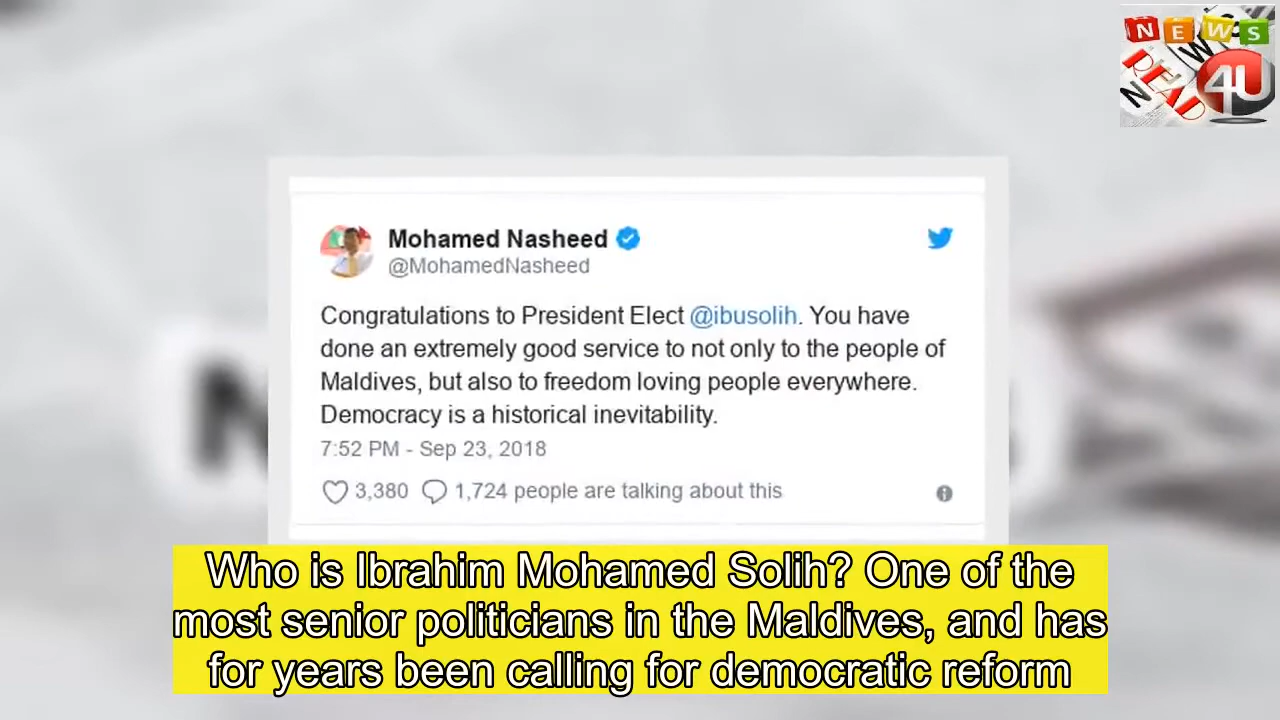 NEWS
READ
N
4U
Mohamed Nasheed
@MohamedNasheed
Congratulations to President Elect @ibusolih. You have
done an extremely good service to not only to the people of
Maldives, but also to freedom loving people everywhere.
Democracy is a historical inevitability.
7:52 PM - Sep 23, 2018
3,380 1,724 people are talking about this
Who is Ibrahim Mohamed Solih? One of the
most senior politicians in the Maldives, and has
for years been calling for democratic reform